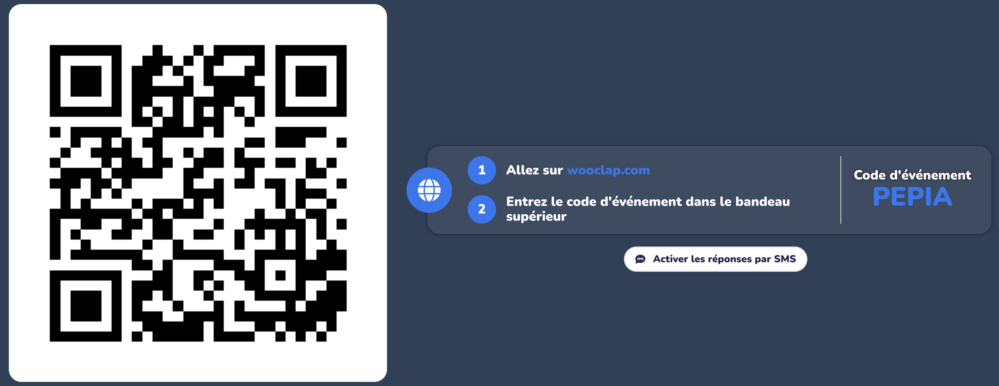 1
Allez sur wooclap.com
2
Entrez le code d'événement dans le bandeau
supérieur
Code d'événement
PEPIA
SMS
Activer les réponses par SMS